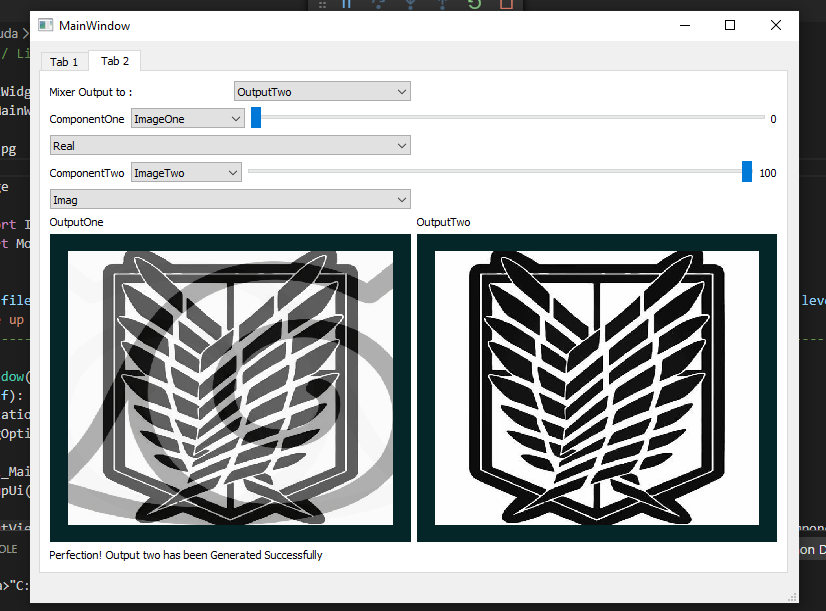 MainWindow
Tab 1 Tab 2
Mixer Output to : OutputTwo
ComponentOne ImageOne 0
Real
ComponentTwo ImageTwo 100
Imag
OutputOne OutputTwo
Perfection! Output two has been Generated Successfully